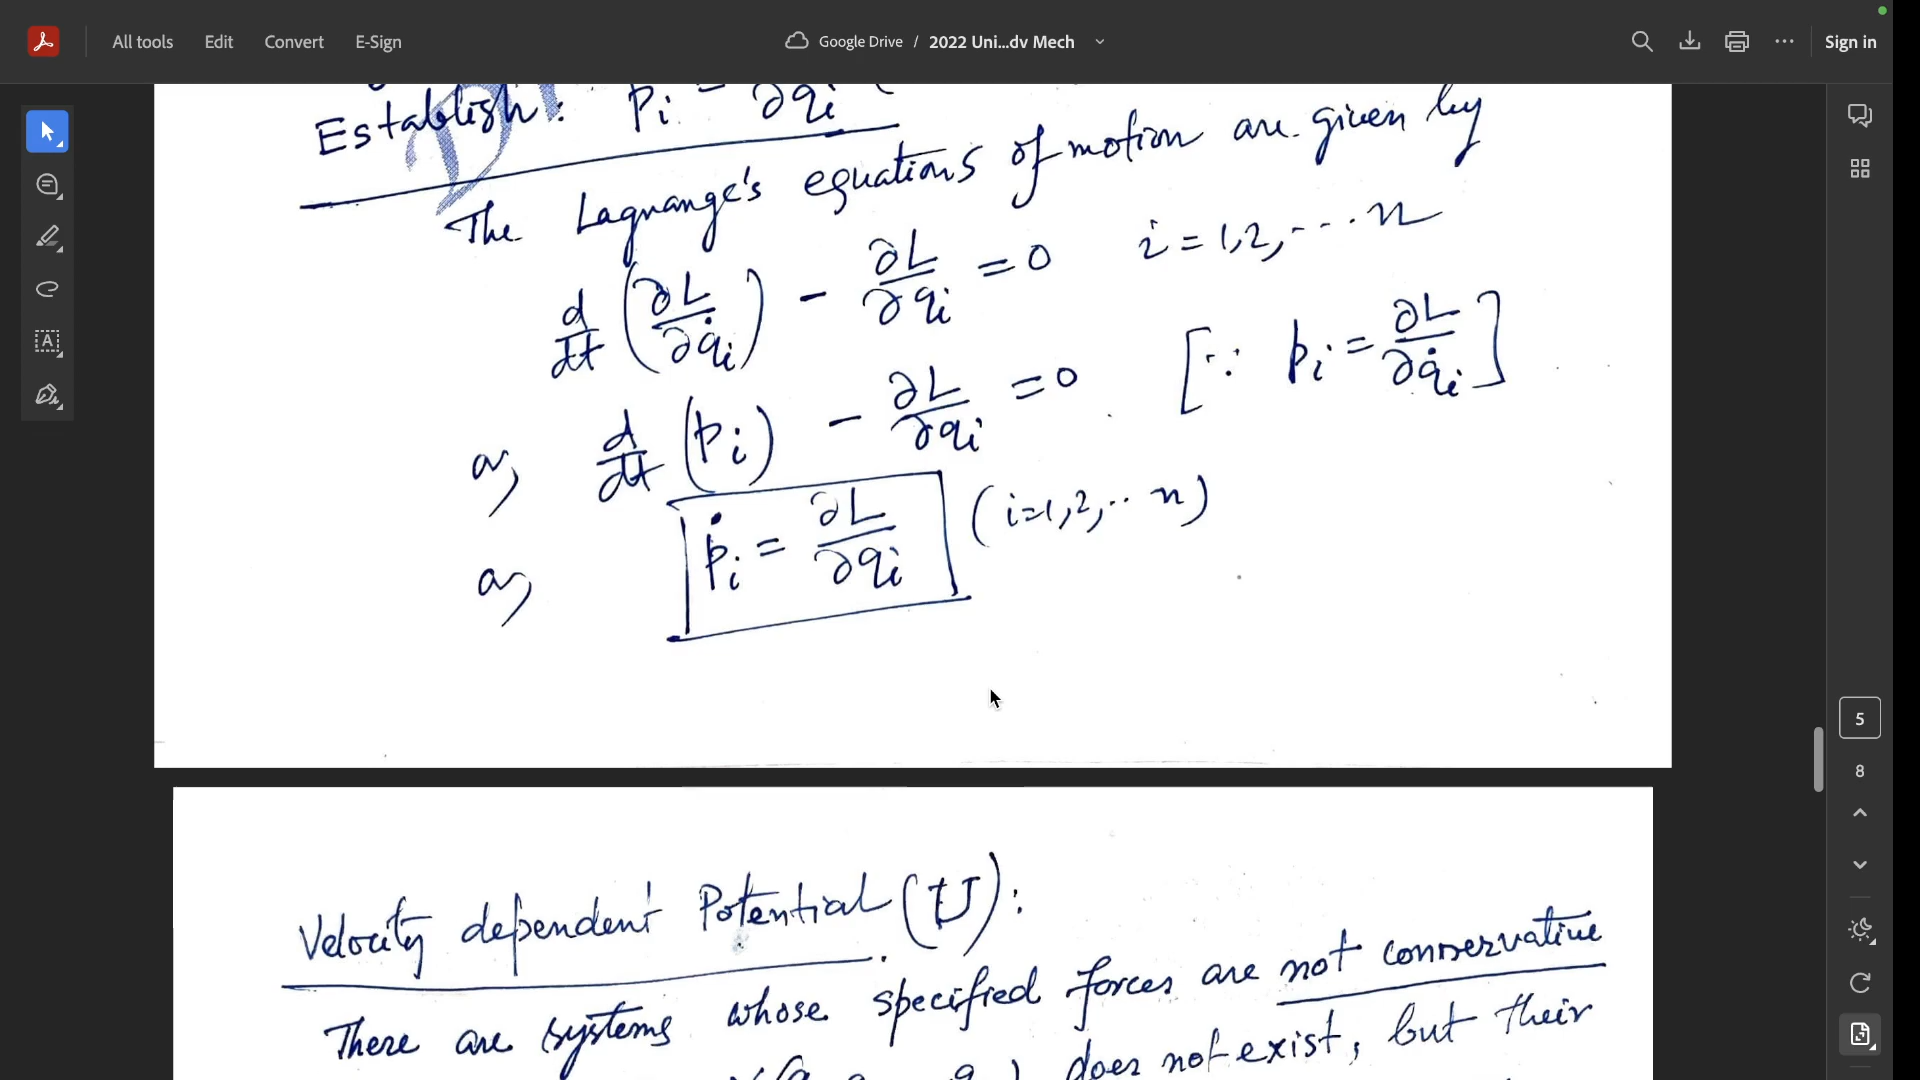 All tools Edit Convert E-Sign Google Drive / 2022 Uni...dv Mech Sign in
Establish: pi = ∂qi
The Lagrange's equations of motion are given by
d/dt (∂L/∂q̇i) - ∂L/∂qi = 0 i = 1,2,....n
or, d/dt (pi) - ∂L/∂qi = 0 [∵ pi = ∂L/∂q̇i]
or, ṗi = ∂L/∂qi (i=1,2,...n)
5
8
Velocity dependent Potential (U):
There are systems whose specified forces are not conservative
does not exist, but their